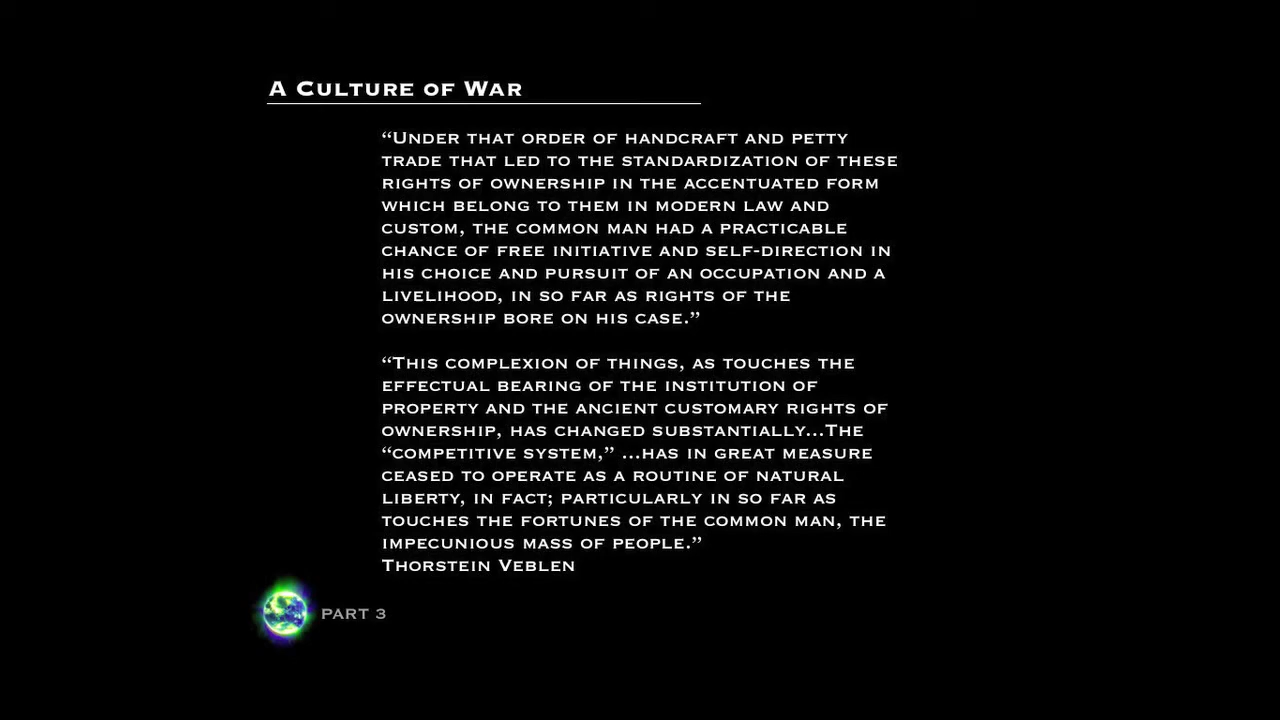 A Culture of War
“Under that order of handcraft and petty
trade that led to the standardization of these
rights of ownership in the accentuated form
which belong to them in modern law and
custom, the common man had a practicable
chance of free initiative and self-direction in
his choice and pursuit of an occupation and a
livelihood, in so far as rights of the
ownership bore on his case.”
“This complexion of things, as touches the
effectual bearing of the institution of
property and the ancient customary rights of
ownership, has changed substantially...The
“competitive system,” ...has in great measure
ceased to operate as a routine of natural
liberty, in fact; particularly in so far as
touches the fortunes of the common man, the
impecunious mass of people.”
Thorstein Veblen
PART 3